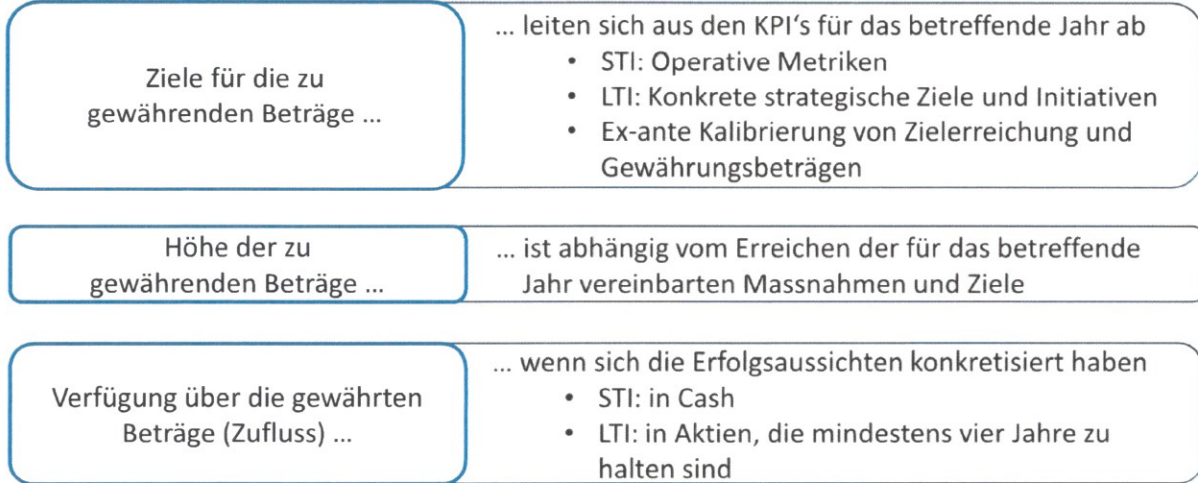 Ziele für die zu
gewährenden Beträge ...
... leiten sich aus den KPI‘s für das betreffende Jahr ab
• STI: Operative Metriken
• LTI: Konkrete strategische Ziele und Initiativen
• Ex-ante Kalibrierung von Zielerreichung und
Gewährungsbeträgen
Höhe der zu
gewährenden Beträge ...
... ist abhängig vom Erreichen der für das betreffende
Jahr vereinbarten Massnahmen und Ziele
Verfügung über die gewährten
Beträge (Zufluss) ...
... wenn sich die Erfolgsaussichten konkretisiert haben
• STI: in Cash
• LTI: in Aktien, die mindestens vier Jahre zu
halten sind